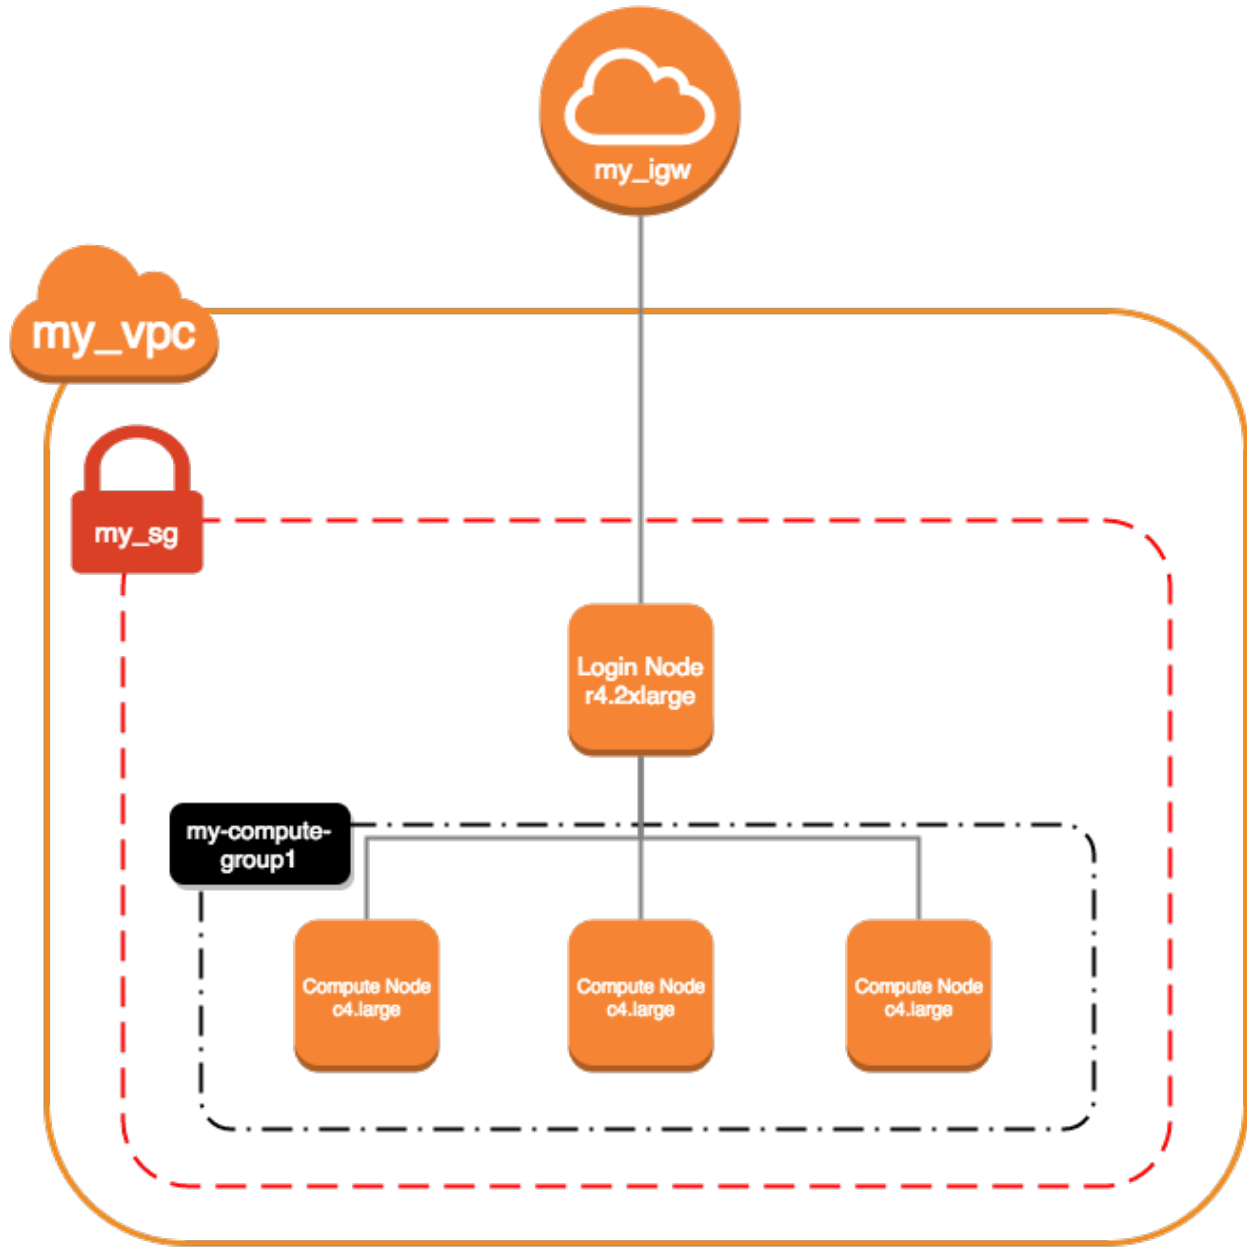 my_igw
my_vpc
my_sg
Login Node
r4.2xlarge
my-compute-
group1
Compute Node
c4.large
Compute Node
c4.large
Compute Node
c4.large